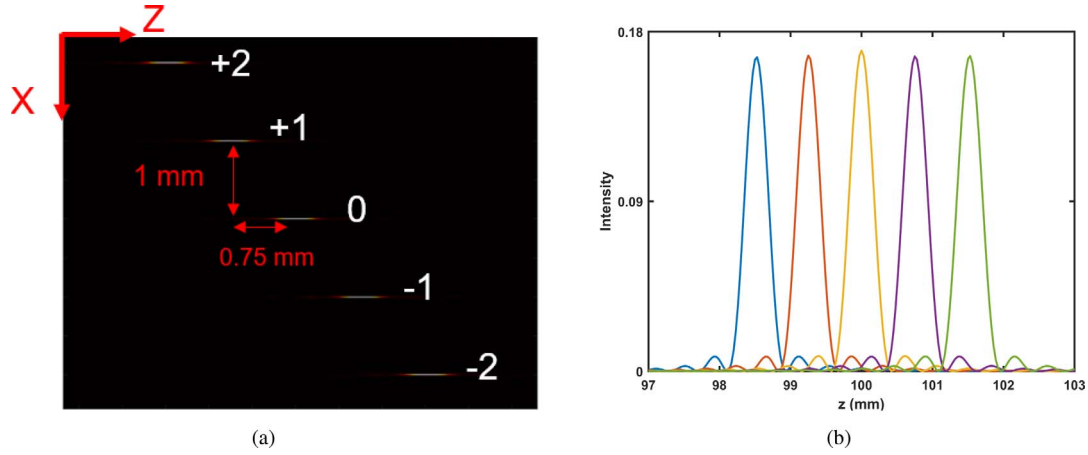 Z
X
+2
+1
1 mm
0
0.75 mm
-1
-2
(a)
0.18
0.09
0
Intensity
97 98 99 100 101 102 103
z (mm)
(b)